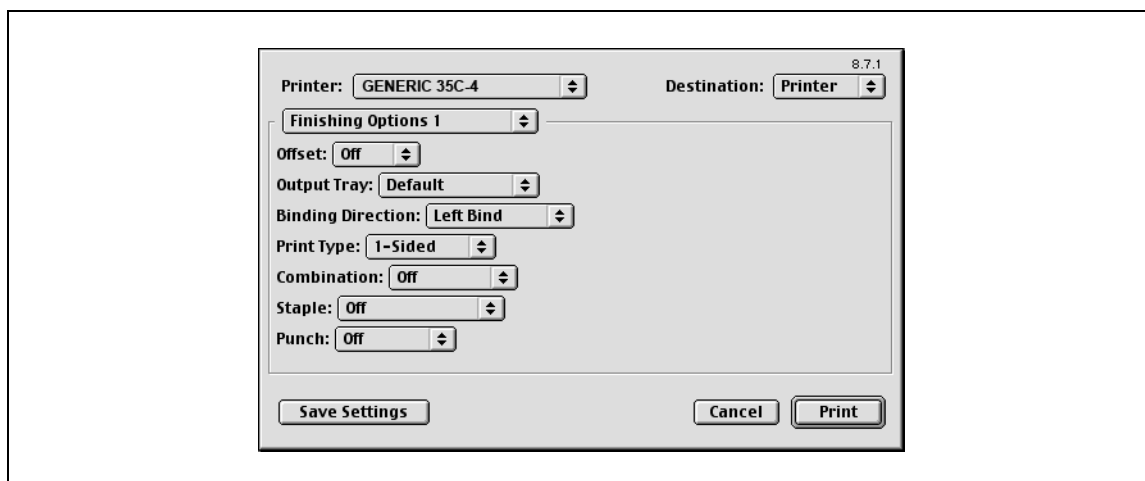 8.7.1
Printer: GENERIC 35C-4 Destination: Printer
Finishing Options 1
Offset: Off
Output Tray: Default
Binding Direction: Left Bind
Print Type: 1-Sided
Combination: Off
Staple: Off
Punch: Off
Save Settings Cancel Print